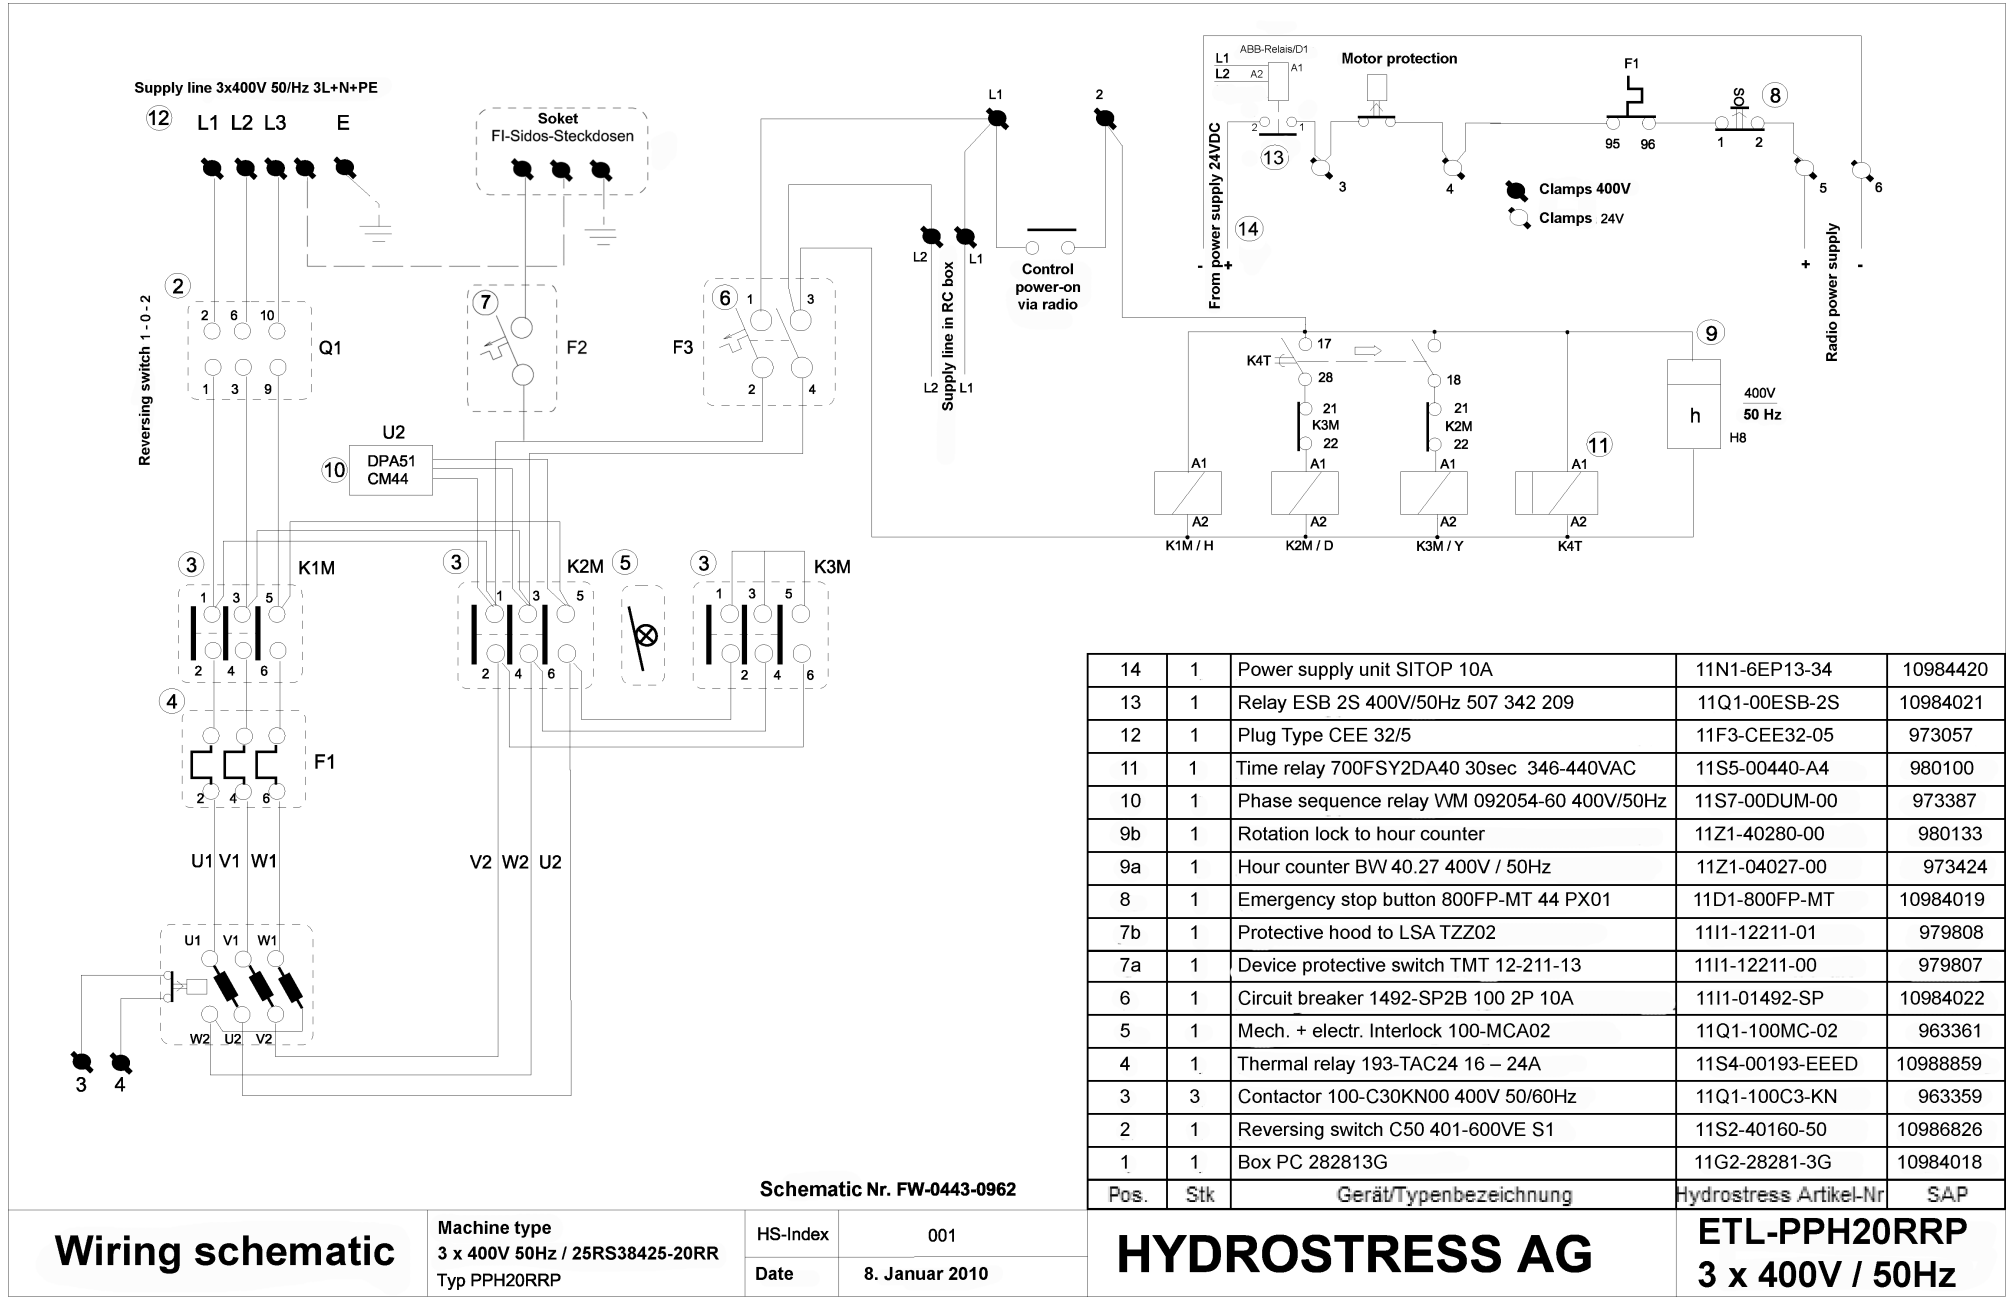 Supply line 3x400V 50/Hz 3L+N+PE
12 L1 L2 L3 E
Soket
FI-Sidos-Steckdosen
L1 2
ABB-Relais/D1
L1
L2
A2 A1
Motor protection
F1
SO
8
2 1
13
95 96
1 2
3 4 5 6
Clamps 400V
Clamps 24V
From power supply 24VDC
14
- +
+ -
Radio power supply
L2 L1
Supply line in RC box
L2 L1
Control
power-on
via radio
Reversing switch 1 - 0 - 2
2
2 6 10
Q1
1 3 9
7
F2
6
1 3
F3
2 4
U2
10
DPA51
CM44
K4T
17
28
18
21
K3M
22
21
K2M
22
9
h
400V
50 Hz
H8
11
A1 A1 A1 A1
A2 A2 A2 A2
K1M / H K2M / D K3M / Y K4T
3 K1M
1 3 5
2 4 6
3 K2M
1 3 5
2 4 6
5
3 K3M
1 3 5
2 4 6
4
F1
2 4 6
U1 V1 W1
V2 W2 U2
U1 V1 W1
W2 U2 V2
3 4
14 1 Power supply unit SITOP 10A 11N1-6EP13-34 10984420
13 1 Relay ESB 2S 400V/50Hz 507 342 209 11Q1-00ESB-2S 10984021
12 1 Plug Type CEE 32/5 11F3-CEE32-05 973057
11 1 Time relay 700FSY2DA40 30sec 346-440VAC 11S5-00440-A4 980100
10 1 Phase sequence relay WM 092054-60 400V/50Hz 11S7-00DUM-00 973387
9b 1 Rotation lock to hour counter 11Z1-40280-00 980133
9a 1 Hour counter BW 40.27 400V / 50Hz 11Z1-04027-00 973424
8 1 Emergency stop button 800FP-MT 44 PX01 11D1-800FP-MT 10984019
7b 1 Protective hood to LSA TZZ02 11I1-12211-01 979808
7a 1 Device protective switch TMT 12-211-13 11I1-12211-00 979807
6 1 Circuit breaker 1492-SP2B 100 2P 10A 11I1-01492-SP 10984022
5 1 Mech. + electr. Interlock 100-MCA02 11Q1-100MC-02 963361
4 1 Thermal relay 193-TAC24 16 – 24A 11S4-00193-EEED 10988859
3 3 Contactor 100-C30KN00 400V 50/60Hz 11Q1-100C3-KN 963359
2 1 Reversing switch C50 401-600VE S1 11S2-40160-50 10986826
1 1 Box PC 282813G 11G2-28281-3G 10984018
Pos. Stk Gerät/Typenbezeichnung Hydrostress Artikel-Nr SAP
Schematic Nr. FW-0443-0962
Wiring schematic
Machine type
3 x 400V 50Hz / 25RS38425-20RR
Typ PPH20RRP
HS-Index 001
Date 8. Januar 2010
HYDROSTRESS AG
ETL-PPH20RRP
3 x 400V / 50Hz